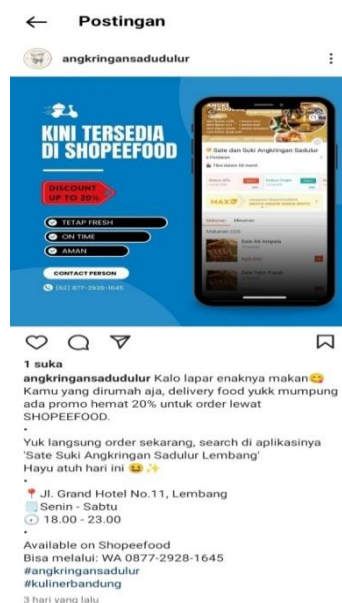 Postingan
angkringansadudulur
KINI TERSEDIA
DI SHOPEEFOOD
DISCOUNT
UP TO 20%
TETAP FRESH
ON TIME
AMAN
CONTACT PERSON
(62) 877-2928-1645
Sate dan Suki Angkringan Sadulur
Makanan Minuman
Sate Ati Ampela
1 suka
angkringansadudulur Kalo lapar enaknya makan😋
Kamu yang dirumah aja, delivery food yukk mumpung
ada promo hemat 20% untuk order lewat
SHOPEEFOOD.
•
Yuk langsung order sekarang, search di aplikasinya
'Sate Suki Angkringan Sadulur Lembang'
Hayu atuh hari ini 😆✨
•
📍 Jl. Grand Hotel No.11, Lembang
🗒️ Senin - Sabtu
🕢 18.00 - 23.00
•
Available on Shopeefood
Bisa melalui: WA 0877-2928-1645
#angkringansadulur
#kulinerbandung
3 hari yang lalu